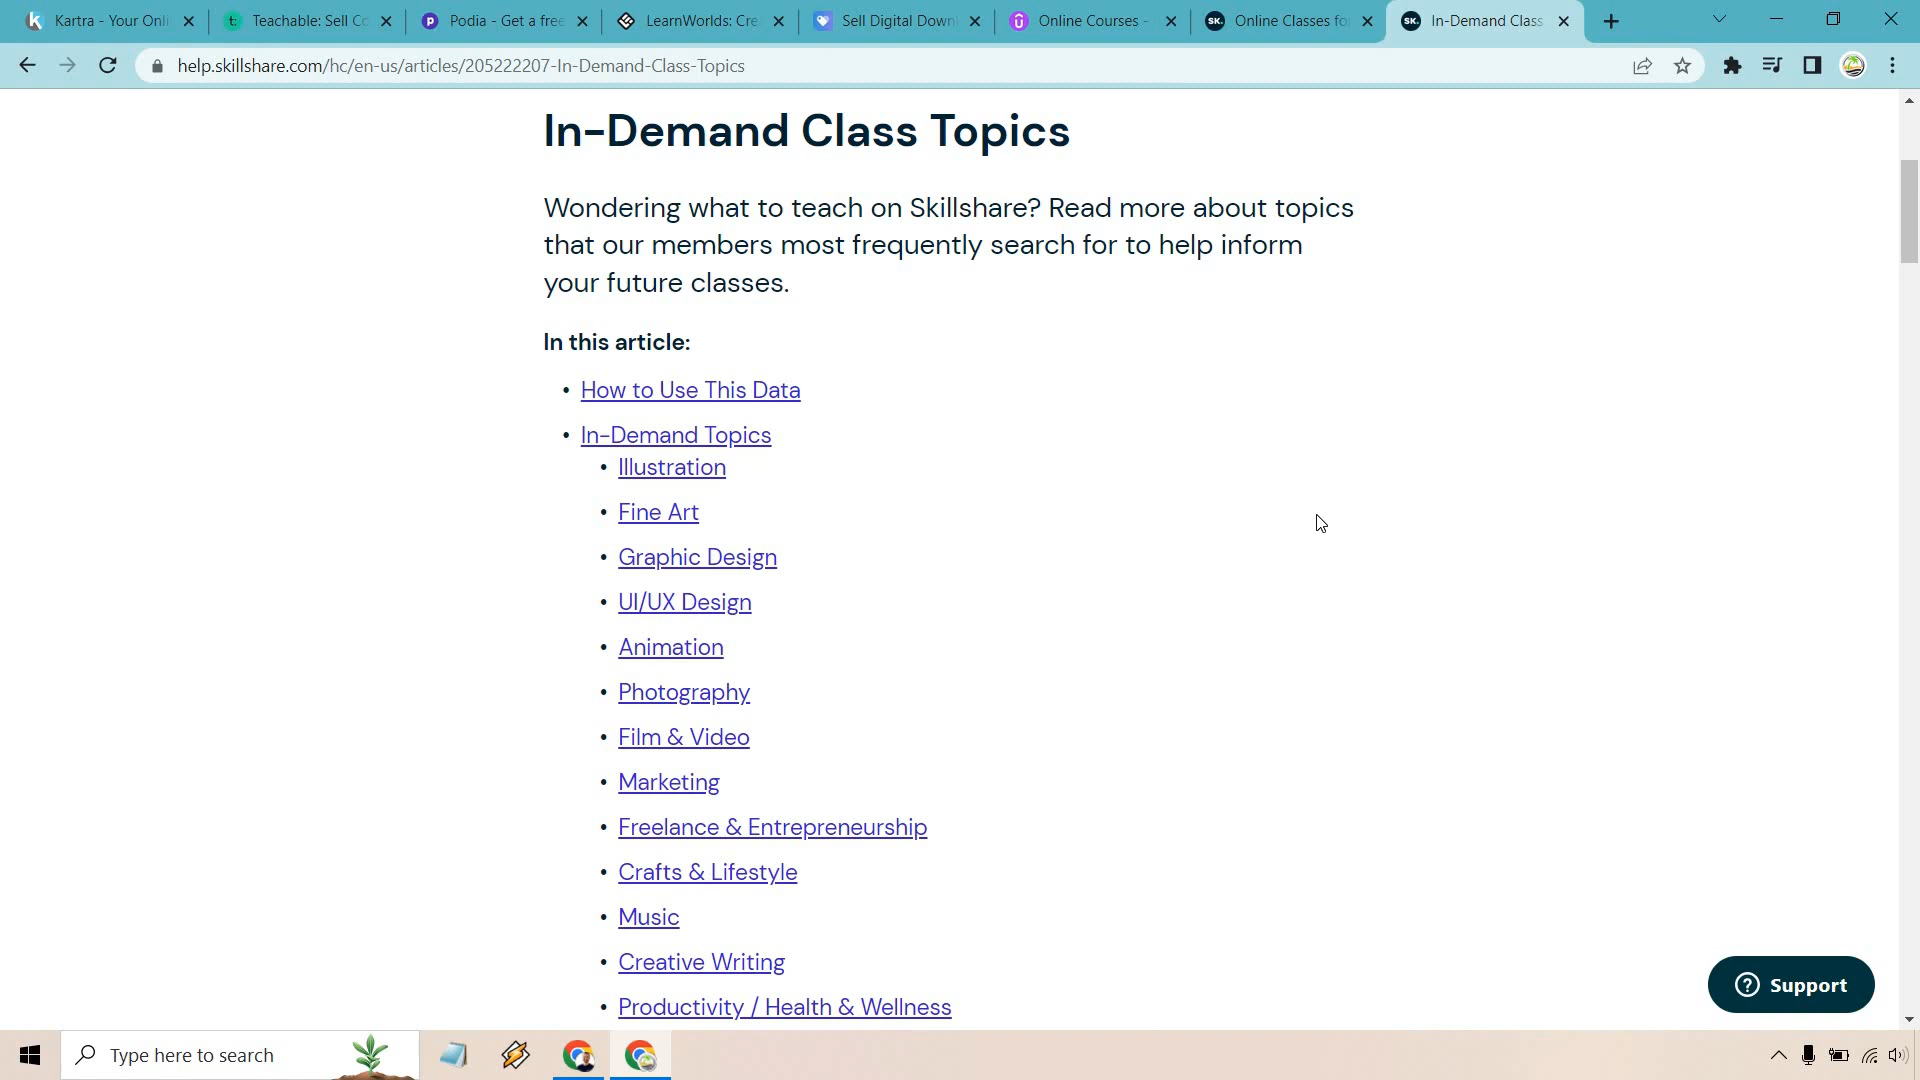 Kartra - Your Onli
Teachable: Sell Co
Podia - Get a free
LearnWorlds: Crea
Sell Digital Down
Online Courses -
Online Classes fo
In-Demand Class
help.skillshare.com/hc/en-us/articles/205222207-In-Demand-Class-Topics
In-Demand Class Topics
Wondering what to teach on Skillshare? Read more about topics
that our members most frequently search for to help inform
your future classes.
In this article:
• How to Use This Data
• In-Demand Topics
• Illustration
• Fine Art
• Graphic Design
• UI/UX Design
• Animation
• Photography
• Film & Video
• Marketing
• Freelance & Entrepreneurship
• Crafts & Lifestyle
• Music
• Creative Writing
• Productivity / Health & Wellness
Support
Type here to search